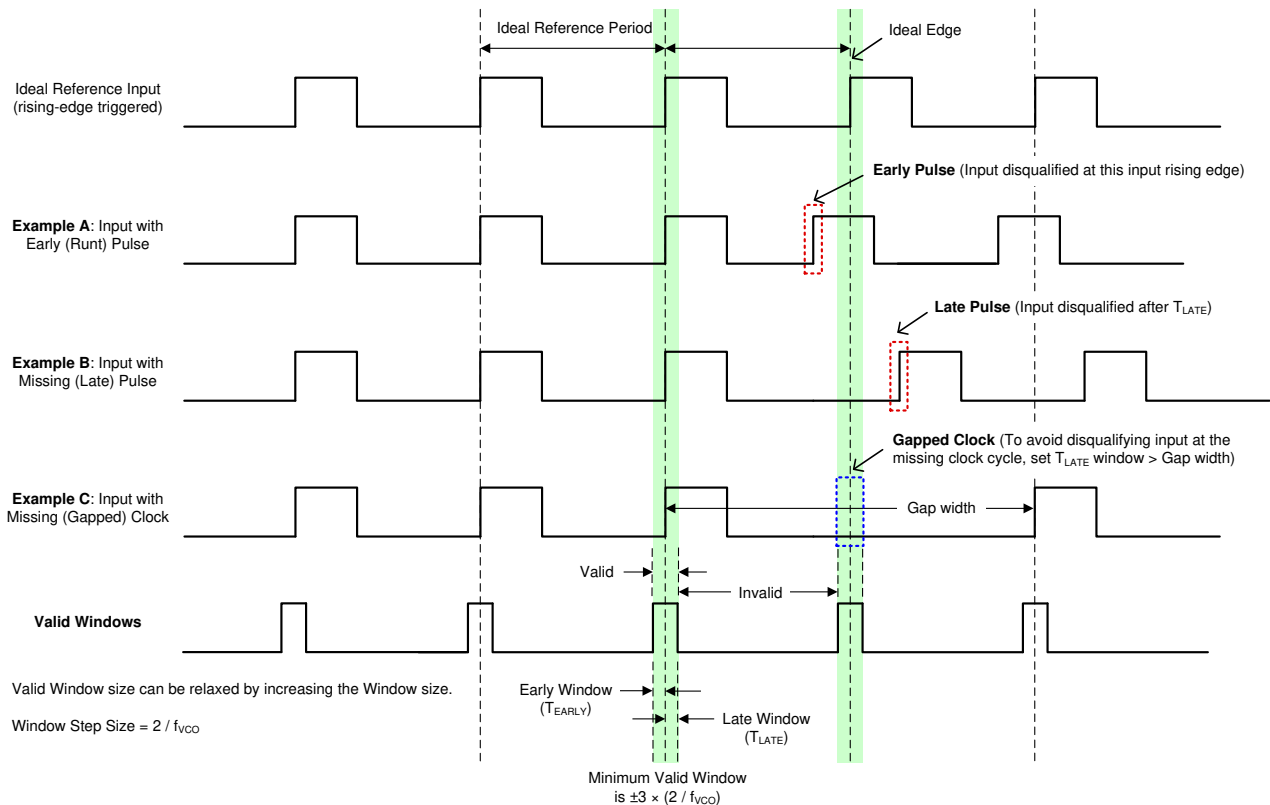 Ideal Reference Period
Ideal Edge
Ideal Reference Input
(rising-edge triggered)
Early Pulse (Input disqualified at this input rising edge)
Example A: Input with
Early (Runt) Pulse
Late Pulse (Input disqualified after TLATE)
Example B: Input with
Missing (Late) Pulse
Gapped Clock (To avoid disqualifying input at the
missing clock cycle, set TLATE window > Gap width)
Example C: Input with
Missing (Gapped) Clock
Gap width
Valid
Invalid
Valid Windows
Valid Window size can be relaxed by increasing the Window size.
Early Window
(TEARLY)
Window Step Size = 2 / fVCO
Late Window
(TLATE)
Minimum Valid Window
is ±3 × (2 / fVCO)